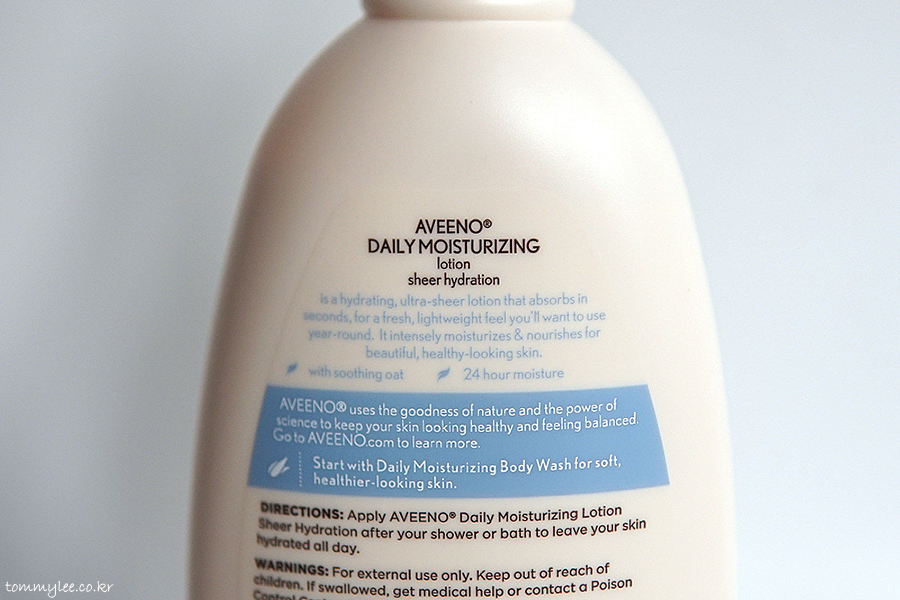 AVEENO®
DAILY MOISTURIZING
lotion
sheer hydration
is a hydrating, ultra-sheer lotion that absorbs in
seconds, for a fresh, lightweight feel you'll want to use
year-round. It intensely moisturizes & nourishes for
beautiful, healthy-looking skin.
with soothing oat 24 hour moisture
AVEENO® uses the goodness of nature and the power of
science to keep your skin looking healthy and feeling balanced.
Go to AVEENO.com to learn more.
Start with Daily Moisturizing Body Wash for soft,
healthier-looking skin.
DIRECTIONS: Apply AVEENO® Daily Moisturizing Lotion
Sheer Hydration after your shower or bath to leave your skin
hydrated all day.
WARNINGS: For external use only. Keep out of reach of
children. If swallowed, get medical help or contact a Poison
Control
tommylee.co.kr